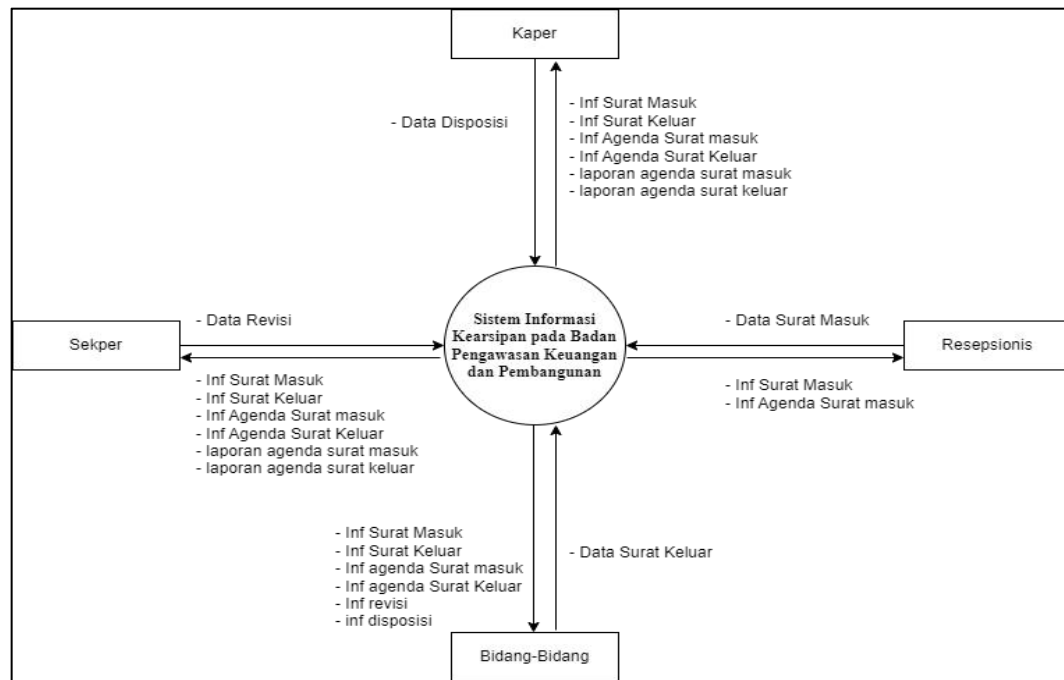 Kaper
- Data Disposisi
- Inf Surat Masuk
- Inf Surat Keluar
- Inf Agenda Surat masuk
- Inf Agenda Surat Keluar
- laporan agenda surat masuk
- laporan agenda surat keluar
Sekper
- Data Revisi
- Inf Surat Masuk
- Inf Surat Keluar
- Inf Agenda Surat masuk
- Inf Agenda Surat Keluar
- laporan agenda surat masuk
- laporan agenda surat keluar
Sistem Informasi
Kearsipan pada Badan
Pengawasan Keuangan
dan Pembangunan
- Data Surat Masuk
Resepsionis
- Inf Surat Masuk
- Inf Agenda Surat masuk
- Inf Surat Masuk
- Inf Surat Keluar
- Inf agenda Surat masuk
- Inf agenda Surat Keluar
- Inf revisi
- inf disposisi
- Data Surat Keluar
Bidang-Bidang